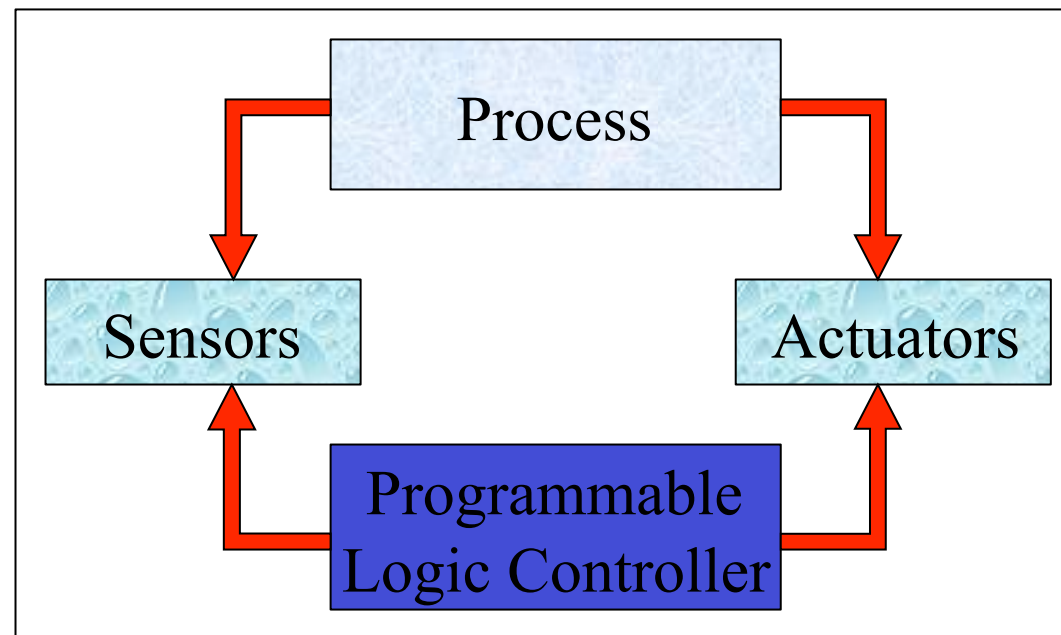 Process
Sensors
Actuators
Programmable
Logic Controller